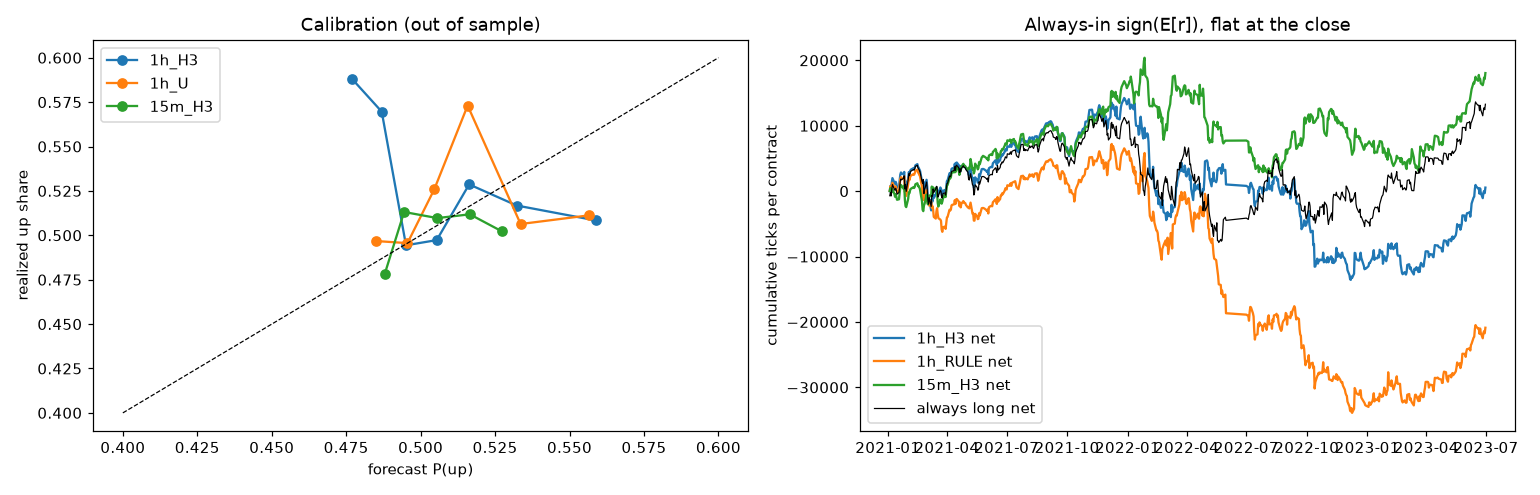 Calibration (out of sample)
0.600
0.575
0.550
0.525
0.500
0.475
0.450
0.425
0.400
realized up share
1h_H3
1h_U
15m_H3
0.400 0.425 0.450 0.475 0.500 0.525 0.550 0.575 0.600
forecast P(up)
Always-in sign(E[r]), flat at the close
20000
10000
0
−10000
−20000
−30000
cumulative ticks per contract
1h_H3 net
1h_RULE net
15m_H3 net
always long net
2021-01 2021-04 2021-07 2021-10 2022-01 2022-04 2022-07 2022-10 2023-01 2023-04 2023-07